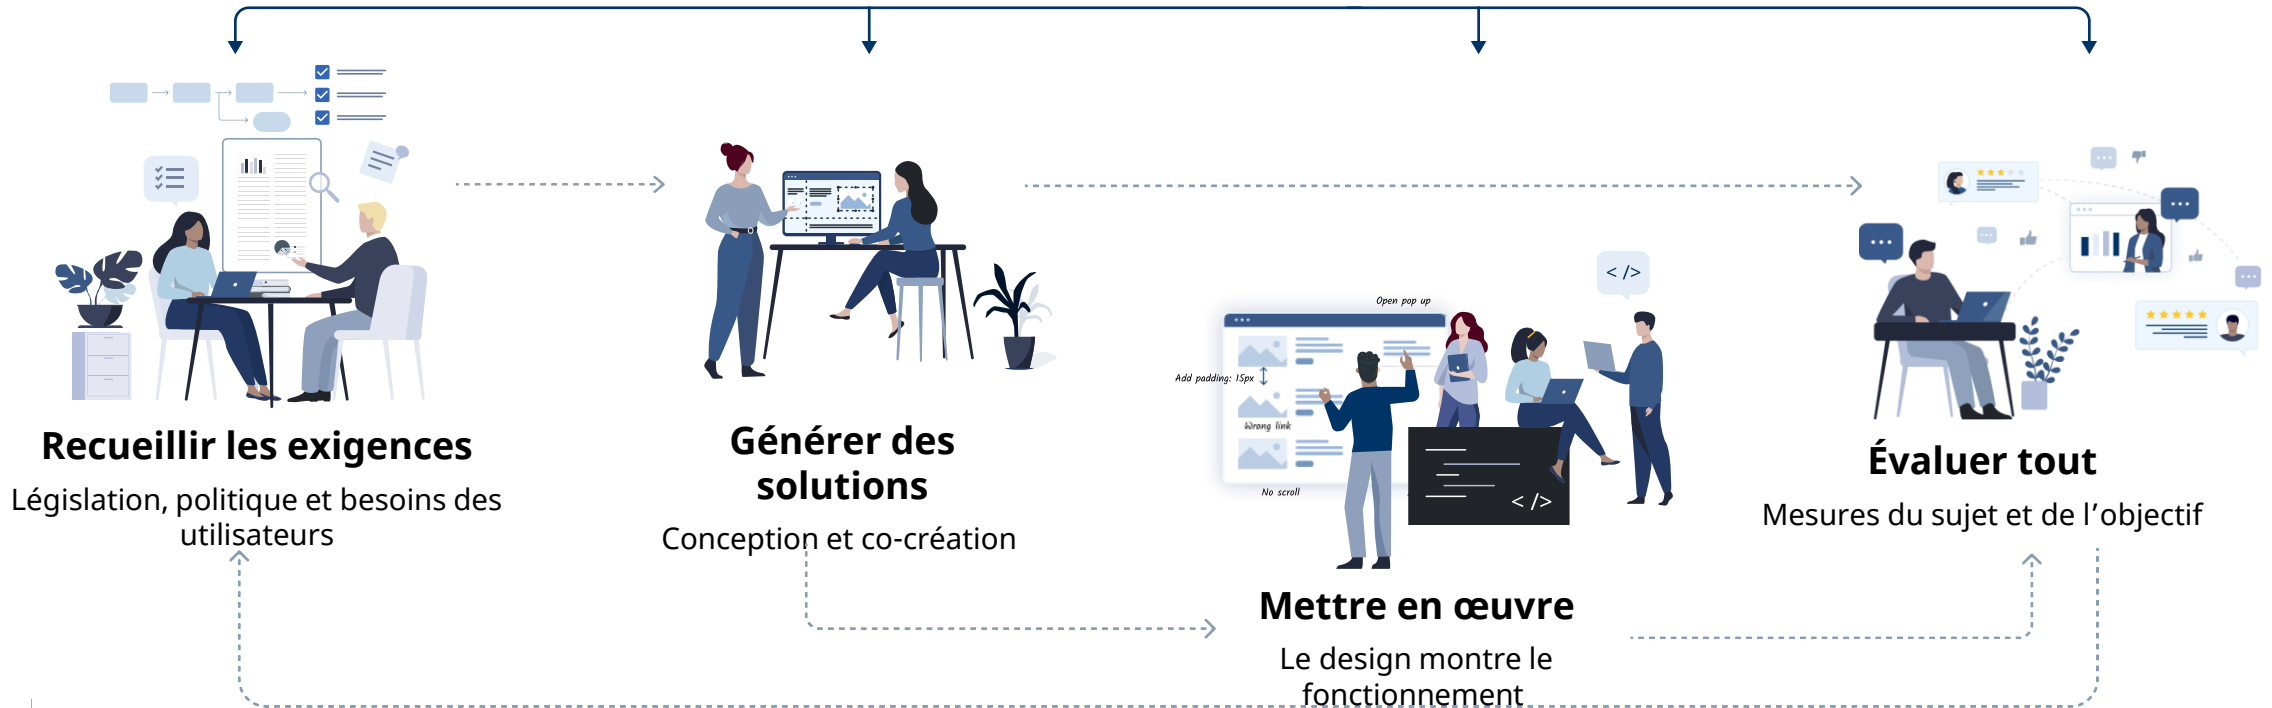 Recueillir les exigences
Législation, politique et besoins des
utilisateurs
Générer des
solutions
Conception et co-création
Open pop up
Add padding: 15px
Wrong link
No scroll
< />
< />
Mettre en œuvre
Le design montre le
fonctionnement
Évaluer tout
Mesures du sujet et de l’objectif